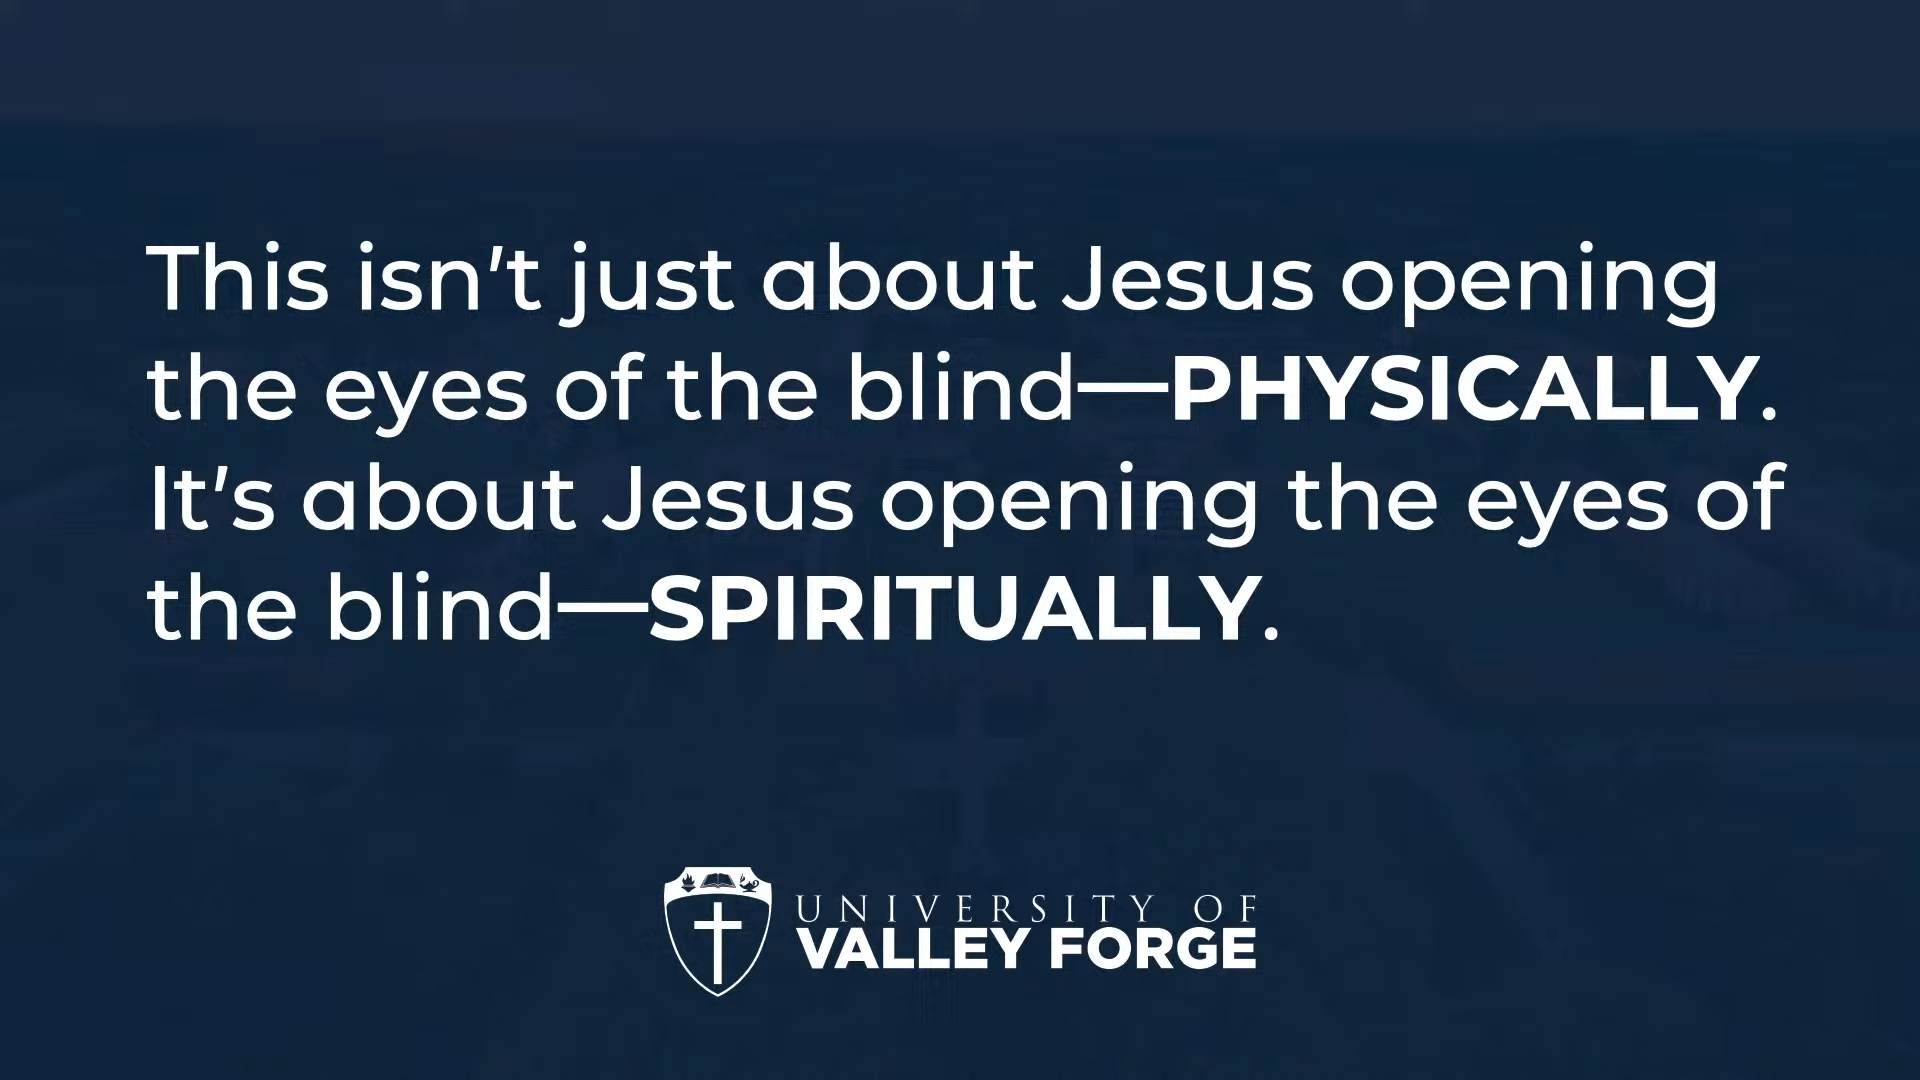 This isn’t just about Jesus opening
the eyes of the blind—PHYSICALLY.
It’s about Jesus opening the eyes of
the blind—SPIRITUALLY.
UNIVERSITY OF
VALLEY FORGE